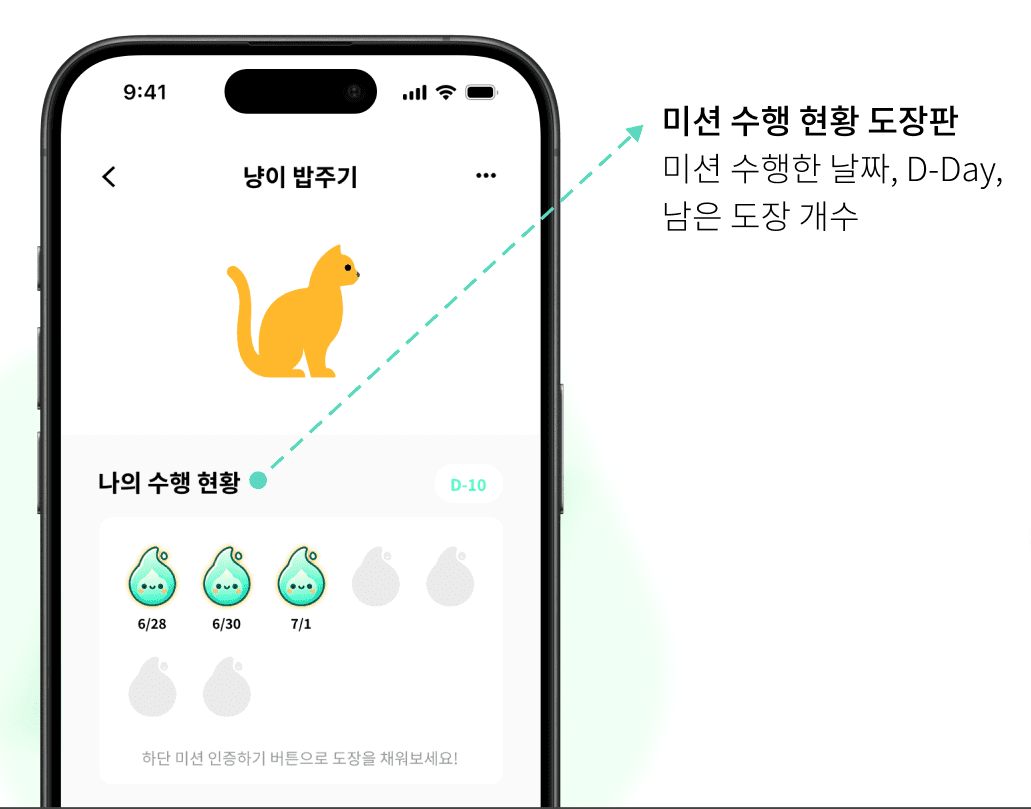 9:41
냥이 밥주기
미션 수행 현황 도장판
미션 수행한 날짜, D-Day,
남은 도장 개수
나의 수행 현황
D-10
6/28
6/30
7/1
하단 미션 인증하기 버튼으로 도장을 채워보세요!